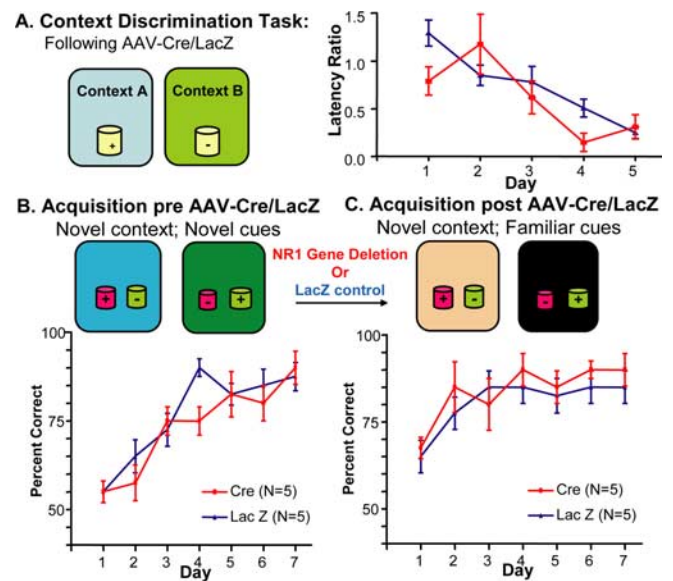 A. Context Discrimination Task:
Following AAV-Cre/LacZ
Context A
Context B
+
-
Latency Ratio
1.5
1.0
0.5
0.0
1 2 3 4 5
Day
B. Acquisition pre AAV-Cre/LacZ
Novel context; Novel cues
+ -
- +
NR1 Gene Deletion
Or
LacZ control
C. Acquisition post AAV-Cre/LacZ
Novel context; Familiar cues
+ -
- +
Percent Correct
100
75
50
Cre (N=5)
Lac Z (N=5)
1 2 3 4 5 6 7
Day
Percent Correct
100
75
50
Cre (N=5)
Lac Z (N=5)
1 2 3 4 5 6 7
Day